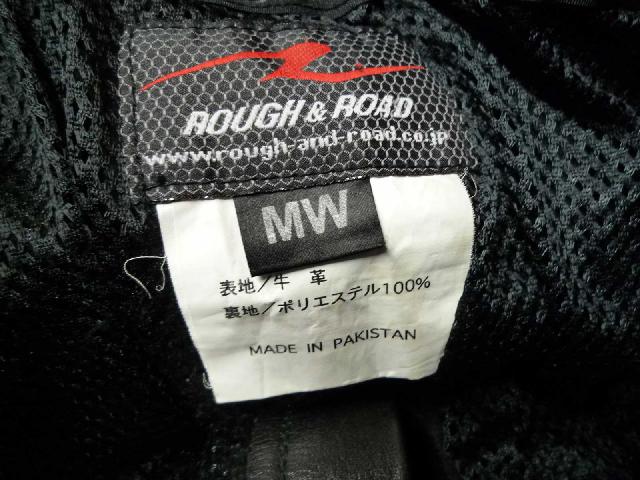 ROUGH & ROAD
www.rough-and-road.co.jp
MW
表地/牛 革
裏地/ポリエステル100%
MADE IN PAKISTAN